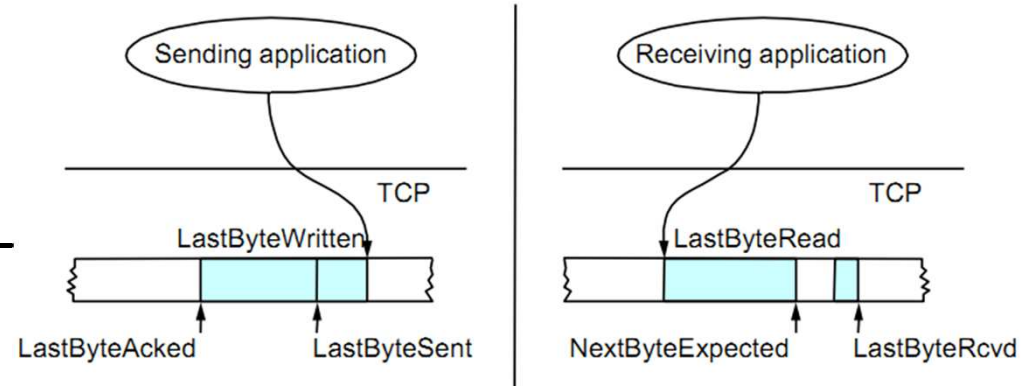 Sending application
TCP
LastByteWritten
LastByteAcked
LastByteSent
Receiving application
TCP
LastByteRead
NextByteExpected
LastByteRcvd